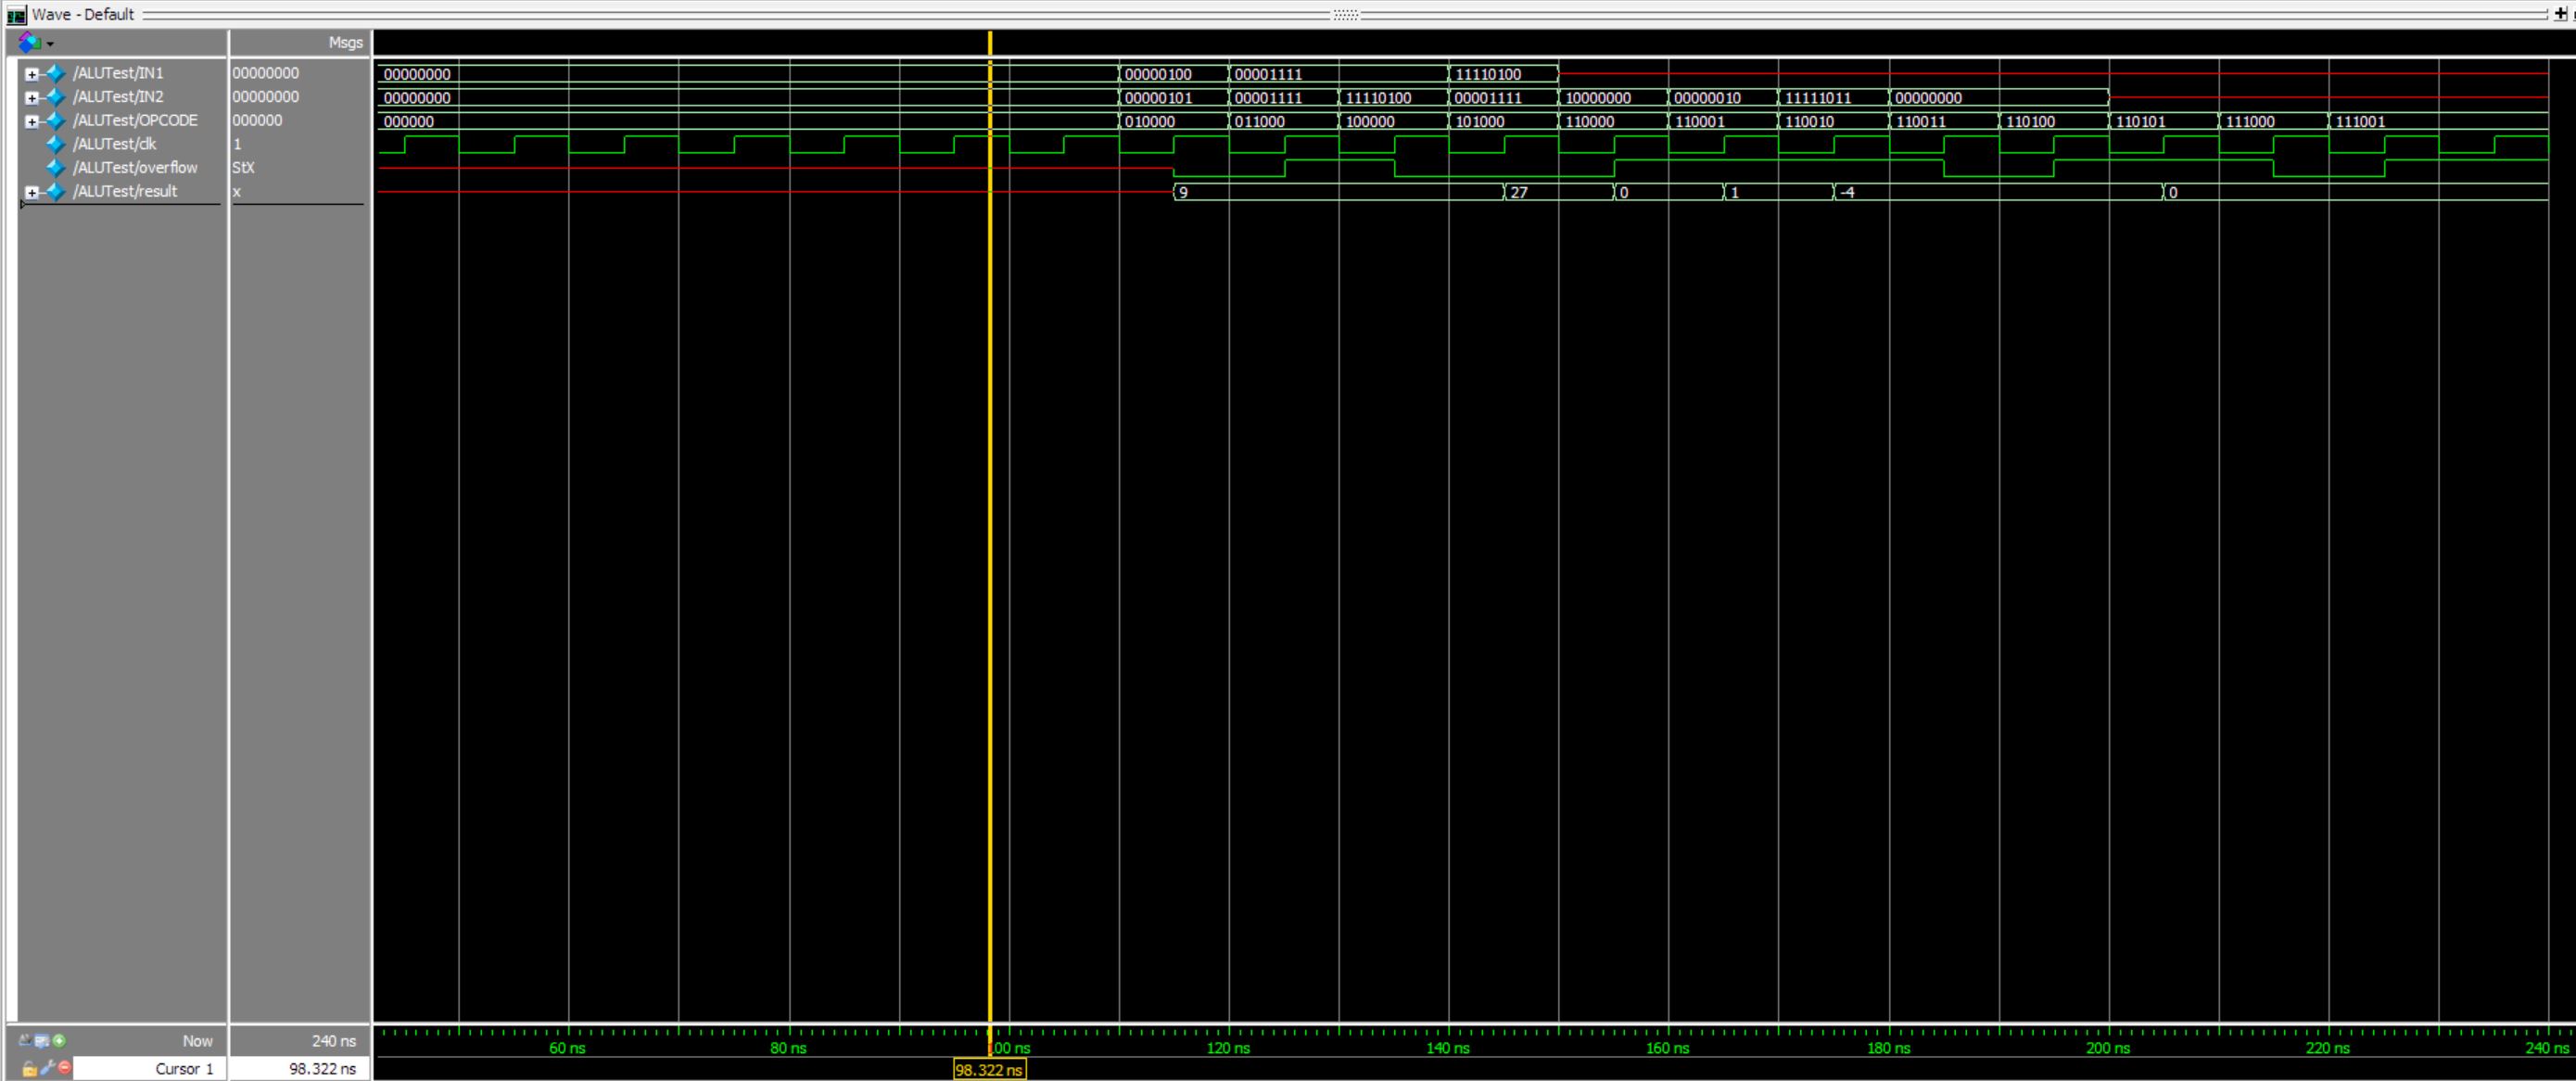 Wave - Default
Msgs
/ALUTest/IN1 00000000 00000000 00000100 00001111 11110100
/ALUTest/IN2 00000000 00000000 00000101 00001111 11110100 00001111 10000000 00000010 11111011 00000000
/ALUTest/OPCODE 000000 000000 010000 011000 100000 101000 110000 110001 110010 110011 110100 110101 111000 111001
/ALUTest/clk 1
/ALUTest/overflow StX
/ALUTest/result x 9 27 0 1 -4 0
Now 240 ns 60 ns 80 ns 100 ns 120 ns 140 ns 160 ns 180 ns 200 ns 220 ns 240 ns
Cursor 1 98.322 ns 98.322 ns